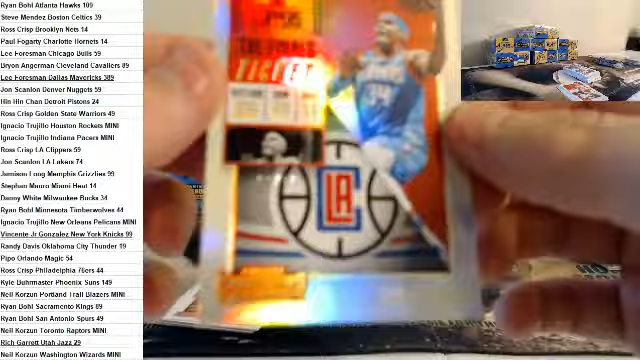 Ryan Bohl Atlanta Hawks 109
Steve Mendez Boston Celtics 39
Ross Crisp Brooklyn Nets 14
Paul Fogarty Charlotte Hornets 14
Lee Foresman Chicago Bulls 59
Bryon Angerman Cleveland Cavaliers 89
Lee Foresman Dallas Mavericks 389
Jon Scanlon Denver Nuggets 59
Hin Hin Chan Detroit Pistons 24
Ross Crisp Golden State Warriors 49
Ignacio Trujillo Houston Rockets MINI
Ignacio Trujillo Indiana Pacers MINI
Ross Crisp LA Clippers 59
Jon Scanlon LA Lakers 74
Jamison Long Memphis Grizzlies 99
Stephan Mauro Miami Heat 14
Danny White Milwaukee Bucks 34
Ryan Bohl Minnesota Timberwolves 44
Ignacio Trujillo New Orleans Pelicans MINI
Vincente Jr Gonzalez New York Knicks 99
Randy Davis Oklahoma City Thunder 19
Pipo Orlando Magic 54
Ross Crisp Philadelphia 76ers 44
Kyle Buhrmaster Phoenix Suns 149
Neil Korzun Portland Trail Blazers MINI
Ryan Bohl Sacramento Kings 89
Ryan Bohl San Antonio Spurs 49
Neil Korzun Toronto Raptors MINI
Rich Garrett Utah Jazz 29
Neil Korzun Washington Wizards MINI
TICKET
34
LA